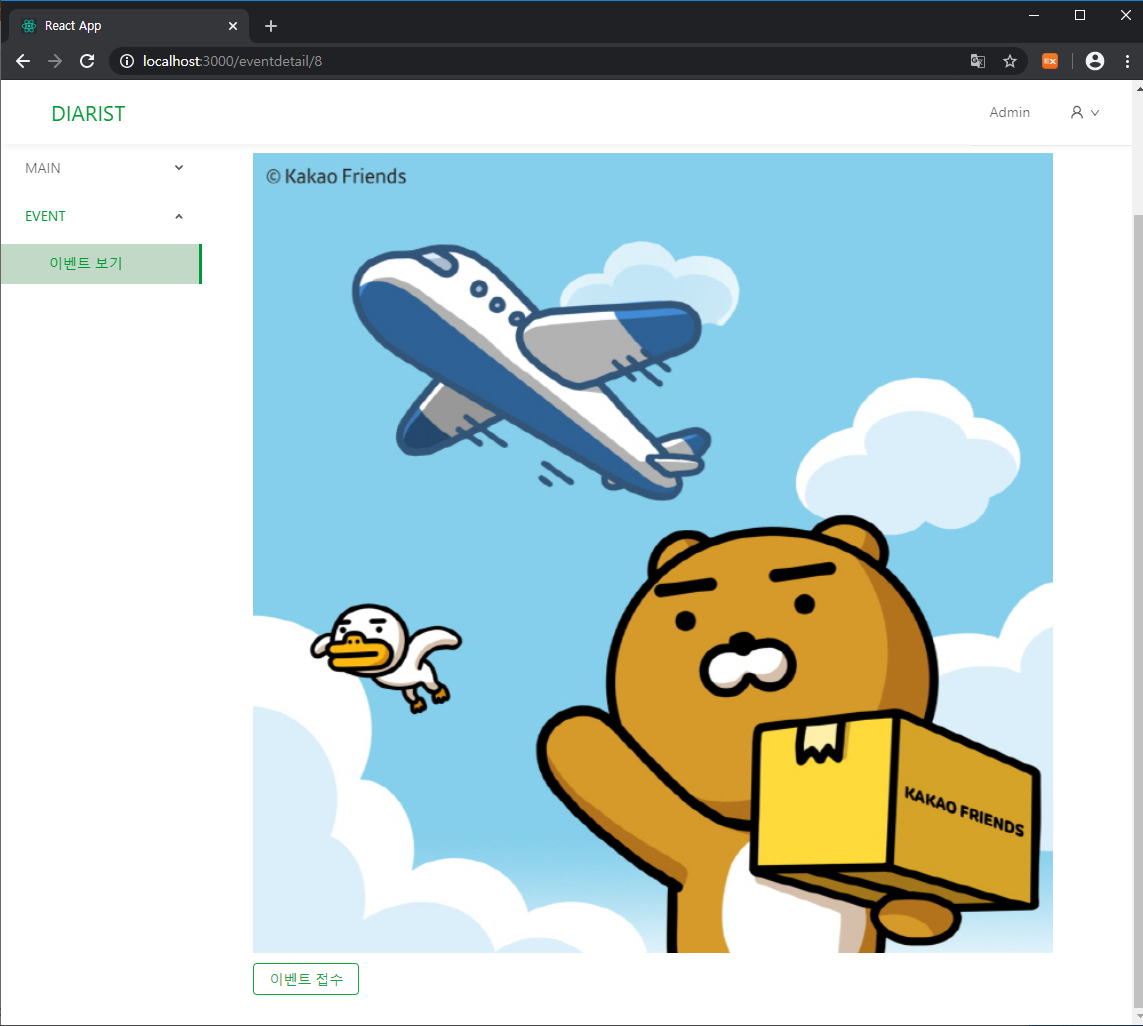 React App
localhost:3000/eventdetail/8
EX
DIARIST
Admin
MAIN
EVENT
이벤트 보기
© Kakao Friends
KAKAO FRIENDS
이벤트 접수